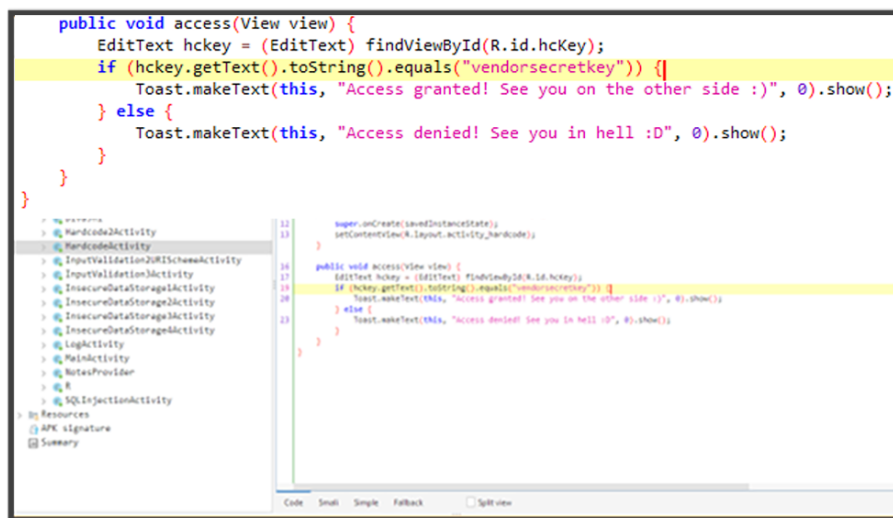 public void access(View view) {
EditText hckey = (EditText) findViewById(R.id.hcKey);
if (hckey.getText().toString().equals("vendorsecretkey")) {
Toast.makeText(this, "Access granted! See you on the other side :)", 0).show();
} else {
Toast.makeText(this, "Access denied! See you in hell :D", 0).show();
}
}
}
> Hardcode2Activity
> HardcodeActivity
> InputValidation2URISchemeActivity
> InputValidation3Activity
> InsecureDataStorage1Activity
> InsecureDataStorage2Activity
> InsecureDataStorage3Activity
> InsecureDataStorage4Activity
> LogActivity
> MainActivity
> NotesProvider
> R
> SQLInjectionActivity
> Resources
APK signature
Summary
12 super.onCreate(savedInstanceState);
13 setContentView(R.layout.activity_hardcode);
}
16 public void access(View view) {
17 EditText hckey = (EditText) findViewById(R.id.hcKey);
19 if (hckey.getText().toString().equals("vendorsecretkey")) {
20 Toast.makeText(this, "Access granted! See you on the other side :)", 0).show();
} else {
23 Toast.makeText(this, "Access denied! See you in hell :D", 0).show();
}
}
}
Code Smali Simple Fallback Split view